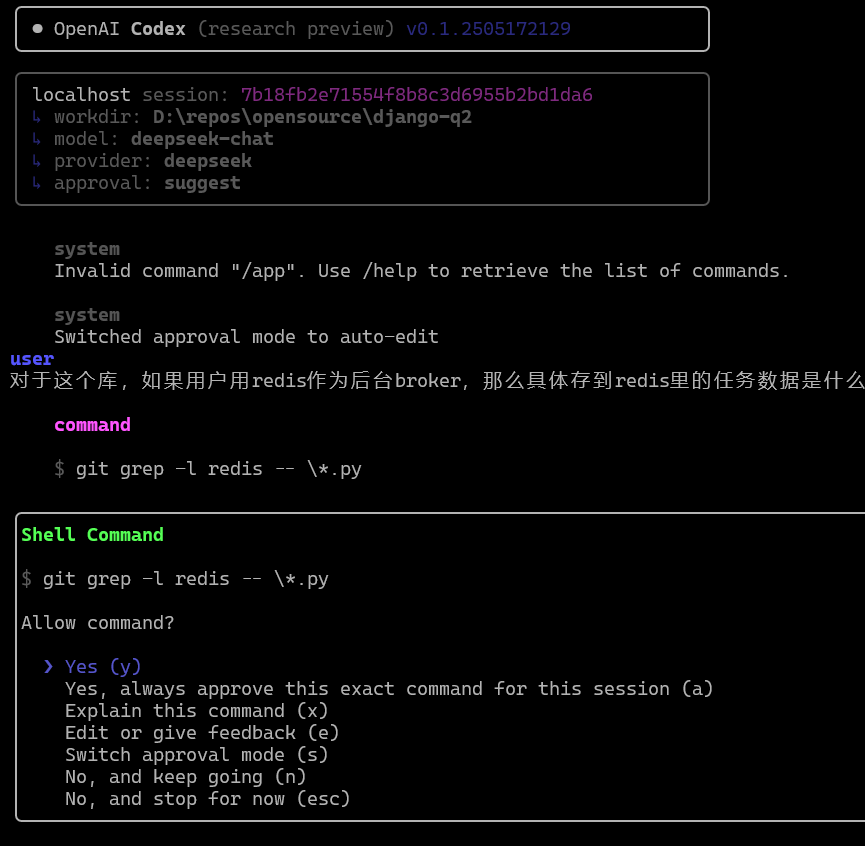 ● OpenAI Codex (research preview) v0.1.2505172129
localhost session: 7b18fb2e71554f8b8c3d6955b2bd1da6
↳ workdir: D:\repos\opensource\django-q2
↳ model: deepseek-chat
↳ provider: deepseek
↳ approval: suggest
system
Invalid command "/app". Use /help to retrieve the list of commands.
system
Switched approval mode to auto-edit
user
对于这个库，如果用户用redis作为后台broker，那么具体存到redis里的任务数据是什么
command
$ git grep -l redis -- \*.py
Shell Command
$ git grep -l redis -- \*.py
Allow command?
❯ Yes (y)
Yes, always approve this exact command for this session (a)
Explain this command (x)
Edit or give feedback (e)
Switch approval mode (s)
No, and keep going (n)
No, and stop for now (esc)